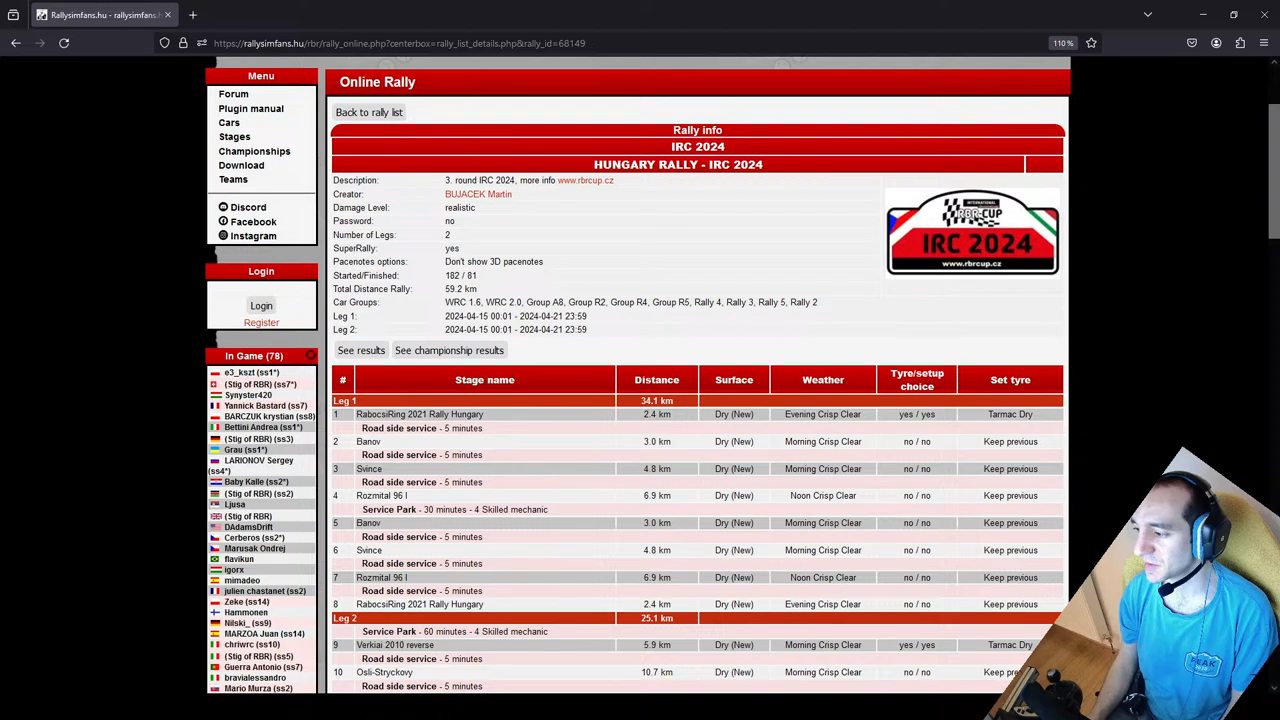 Rallysimfans.hu - rallysimfans.h
https://rallysimfans.hu/rbr/rally_online.php?centerbox=rally_list_details.php&rally_id=68149
110 %
Menu
Forum
Plugin manual
Cars
Stages
Championships
Download
Teams
Discord
Facebook
Instagram
Login
Login
Register
In Game (78)
e3_kszt (ss1*)
(Stig of RBR) (ss7*)
Synyster420
Yannick Bastard (ss7)
BARCZUK krystian (ss8)
Bettini Andrea (ss1*)
(Stig of RBR) (ss3)
Grau (ss1*)
LARIONOV Sergey
(ss4*)
Baby Kalle (ss2*)
(Stig of RBR) (ss2)
Ljusa
(Stig of RBR)
DAdamsDrift
Cerberos (ss2*)
Marusak Ondrej
flavikun
igorx
mimadeo
julien chastanet (ss2)
Zeke (ss14)
Hammonen
Nilski_ (ss9)
MARZOA Juan (ss14)
chriwrc (ss10)
(Stig of RBR) (ss5)
Guerra Antonio (ss7)
bravialessandro
Mario Murza (ss2)
Online Rally
Back to rally list
Rally info
IRC 2024
HUNGARY RALLY - IRC 2024
Description: 3. round IRC 2024, more info www.rbrcup.cz
Creator: BUJACEK Martin
Damage Level: realistic
Password: no
Number of Legs: 2
SuperRally: yes
Pacenotes options: Don't show 3D pacenotes
Started/Finished: 182 / 81
Total Distance Rally: 59.2 km
Car Groups: WRC 1.6, WRC 2.0, Group A8, Group R2, Group R4, Group R5, Rally 4, Rally 3, Rally 5, Rally 2
Leg 1: 2024-04-15 00:01 - 2024-04-21 23:59
Leg 2: 2024-04-15 00:01 - 2024-04-21 23:59
INTERNATIONAL
RBR CUP
IRC 2024
www.rbrcup.cz
See results See championship results
# Stage name Distance Surface Weather Tyre/setup choice Set tyre
Leg 1 34.1 km
1 RabocsiRing 2021 Rally Hungary 2.4 km Dry (New) Evening Crisp Clear yes / yes Tarmac Dry
Road side service - 5 minutes
2 Banov 3.0 km Dry (New) Morning Crisp Clear no / no Keep previous
Road side service - 5 minutes
3 Svince 4.8 km Dry (New) Morning Crisp Clear no / no Keep previous
Road side service - 5 minutes
4 Rozmital 96 I 6.9 km Dry (New) Noon Crisp Clear no / no Keep previous
Service Park - 30 minutes - 4 Skilled mechanic
5 Banov 3.0 km Dry (New) Morning Crisp Clear no / no Keep previous
Road side service - 5 minutes
6 Svince 4.8 km Dry (New) Morning Crisp Clear no / no Keep previous
Road side service - 5 minutes
7 Rozmital 96 I 6.9 km Dry (New) Noon Crisp Clear no / no Keep previous
Road side service - 5 minutes
8 RabocsiRing 2021 Rally Hungary 2.4 km Dry (New) Evening Crisp Clear no / no Keep previous
Leg 2 25.1 km
Service Park - 60 minutes - 4 Skilled mechanic
9 Verkiai 2010 reverse 5.9 km Dry (New) Morning Crisp Clear yes / yes Tarmac Dry
Road side service - 5 minutes
10 Osli-Stryckovy 10.7 km Dry (New) Morning Crisp Clear no / no Keep previous
Road side service - 5 minutes
PEAK